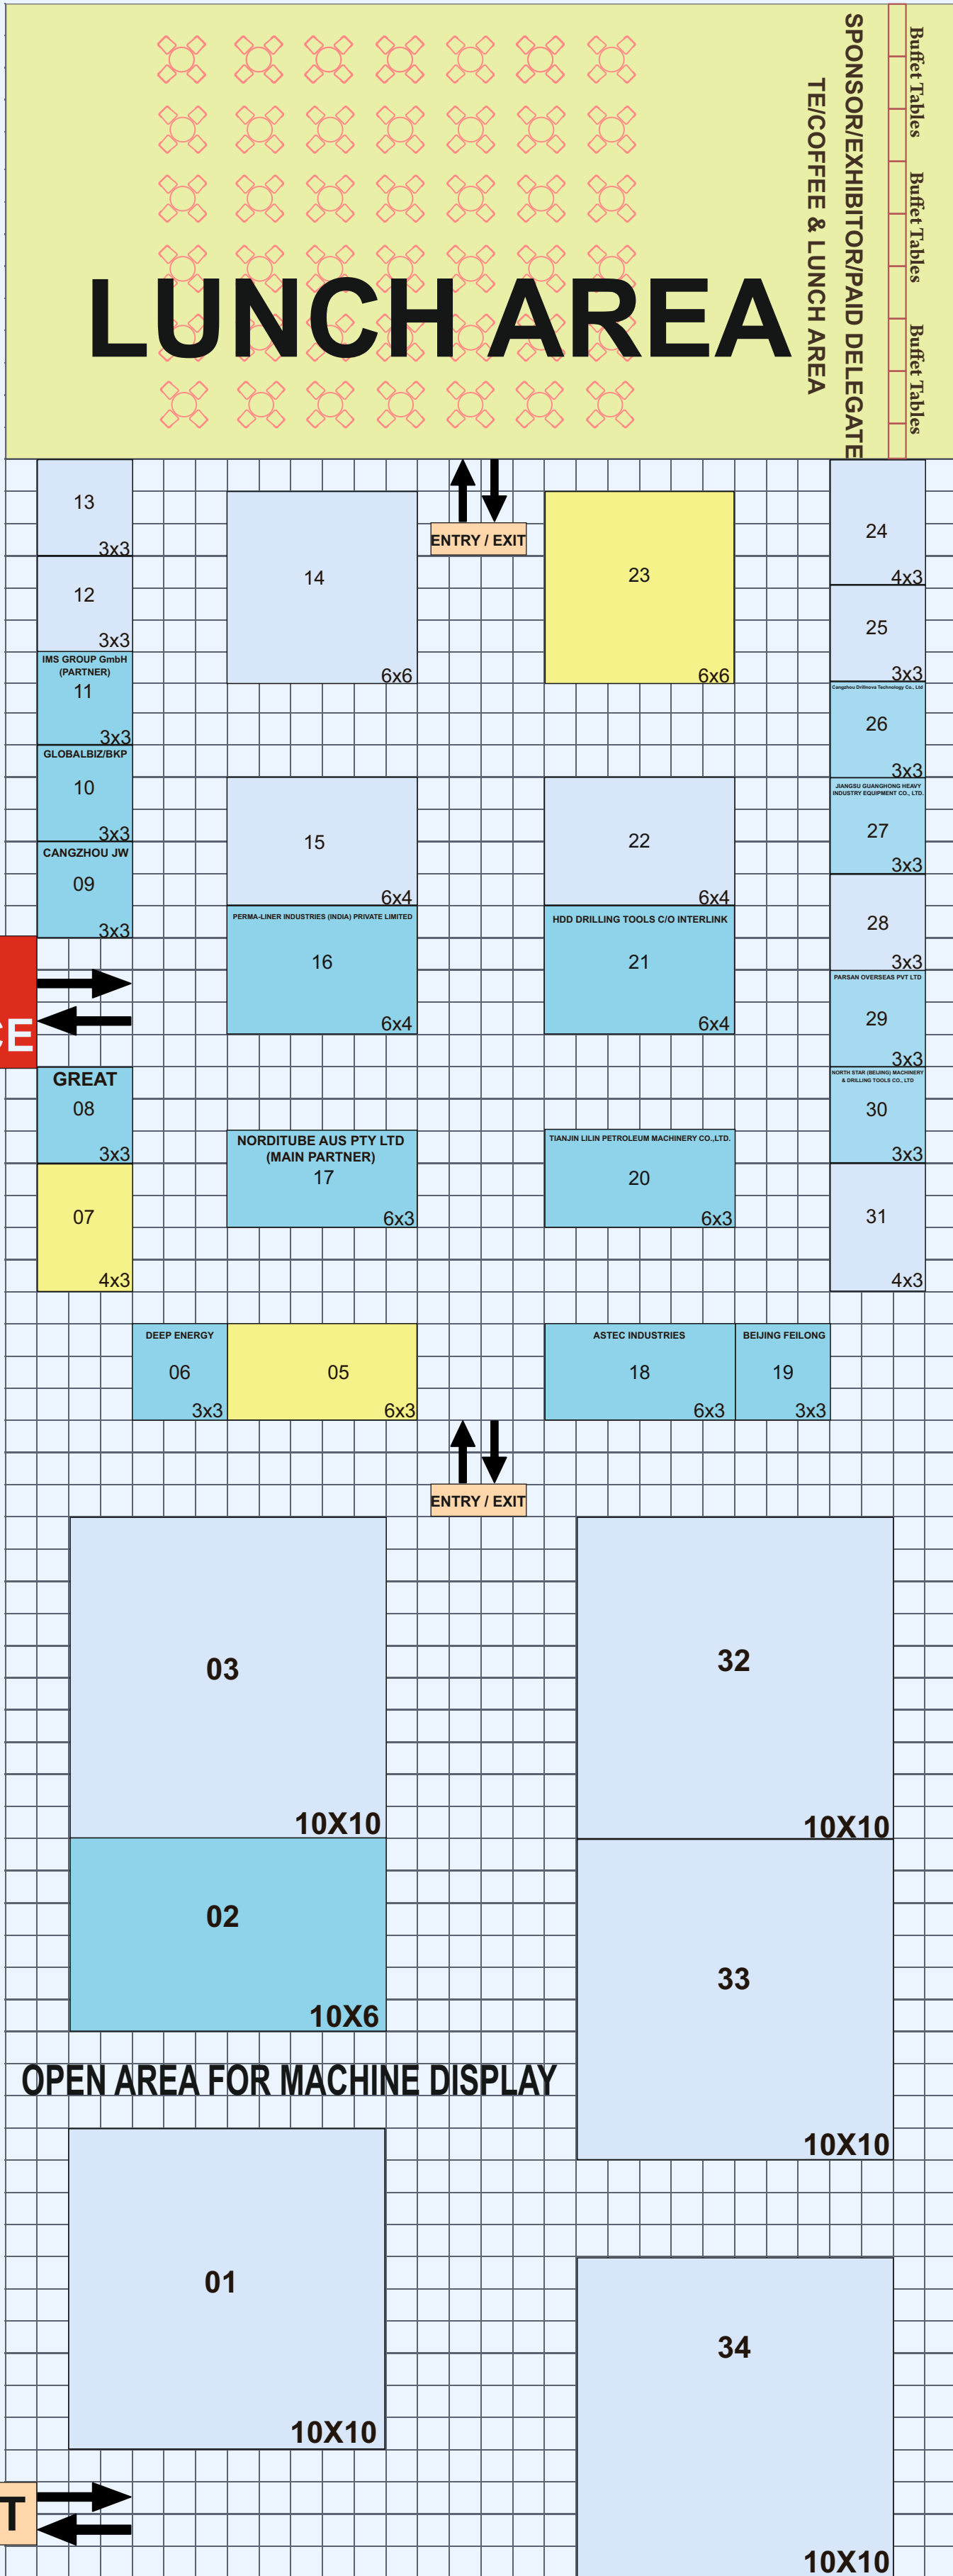 LUNCH AREA
TE/COFFEE & LUNCH AREA
SPONSOR/EXHIBITOR/PAID DELEGATE
Buffet Tables
Buffet Tables
Buffet Tables
ENTRY / EXIT
13
3x3
12
3x3
IMS GROUP GmbH
(PARTNER)
11
3x3
GLOBALBIZ/BKP
10
3x3
CANGZHOU JW
09
3x3
CE
GREAT
08
3x3
07
4x3
14
6x6
15
6x4
PERMA-LINER INDUSTRIES (INDIA) PRIVATE LIMITED
16
6x4
NORDITUBE AUS PTY LTD
(MAIN PARTNER)
17
6x3
23
6x6
22
6x4
HDD DRILLING TOOLS C/O INTERLINK
21
6x4
TIANJIN LILIN PETROLEUM MACHINERY CO.,LTD.
20
6x3
24
4x3
25
3x3
Cangzhou Drillnova Technology Co., Ltd
26
3x3
JIANGSU GUANGHONG HEAVY
INDUSTRY EQUIPMENT CO., LTD.
27
3x3
28
3x3
PARSAN OVERSEAS PVT LTD
29
3x3
NORTH STAR (BEIJING) MACHINERY
& DRILLING TOOLS CO., LTD
30
3x3
31
4x3
DEEP ENERGY
06
3x3
05
6x3
ASTEC INDUSTRIES
18
6x3
BEIJING FEILONG
19
3x3
ENTRY / EXIT
03
10X10
02
10X6
32
10X10
33
10X10
OPEN AREA FOR MACHINE DISPLAY
01
10X10
34
10X10
T